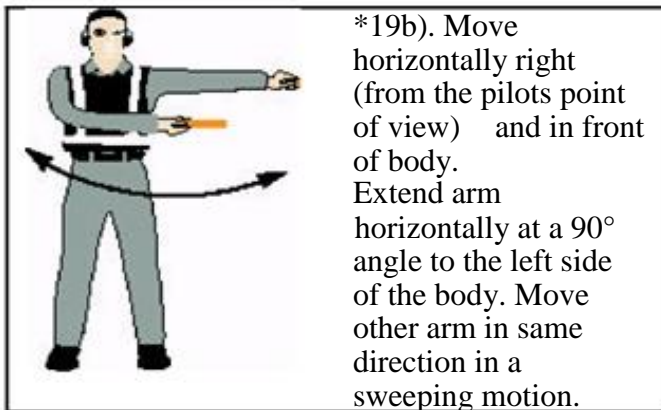 *19b). Move
horizontally right
(from the pilots point
of view) and in front
of body.
Extend arm
horizontally at a 90°
angle to the left side
of the body. Move
other arm in same
direction in a
sweeping motion.